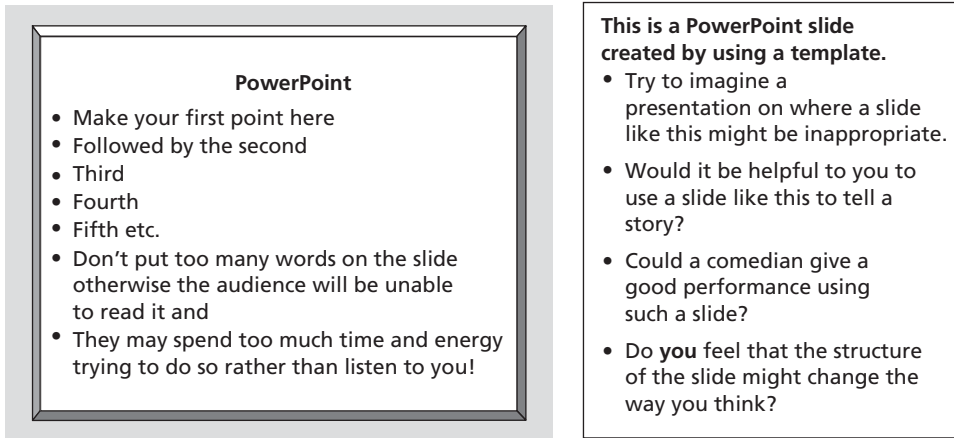 PowerPoint
• Make your first point here
• Followed by the second
• Third
• Fourth
• Fifth etc.
• Don’t put too many words on the slide
otherwise the audience will be unable
to read it and
• They may spend too much time and energy
trying to do so rather than listen to you!
This is a PowerPoint slide
created by using a template.
• Try to imagine a
presentation on where a slide
like this might be inappropriate.
• Would it be helpful to you to
use a slide like this to tell a
story?
• Could a comedian give a
good performance using
such a slide?
• Do you feel that the structure
of the slide might change the
way you think?